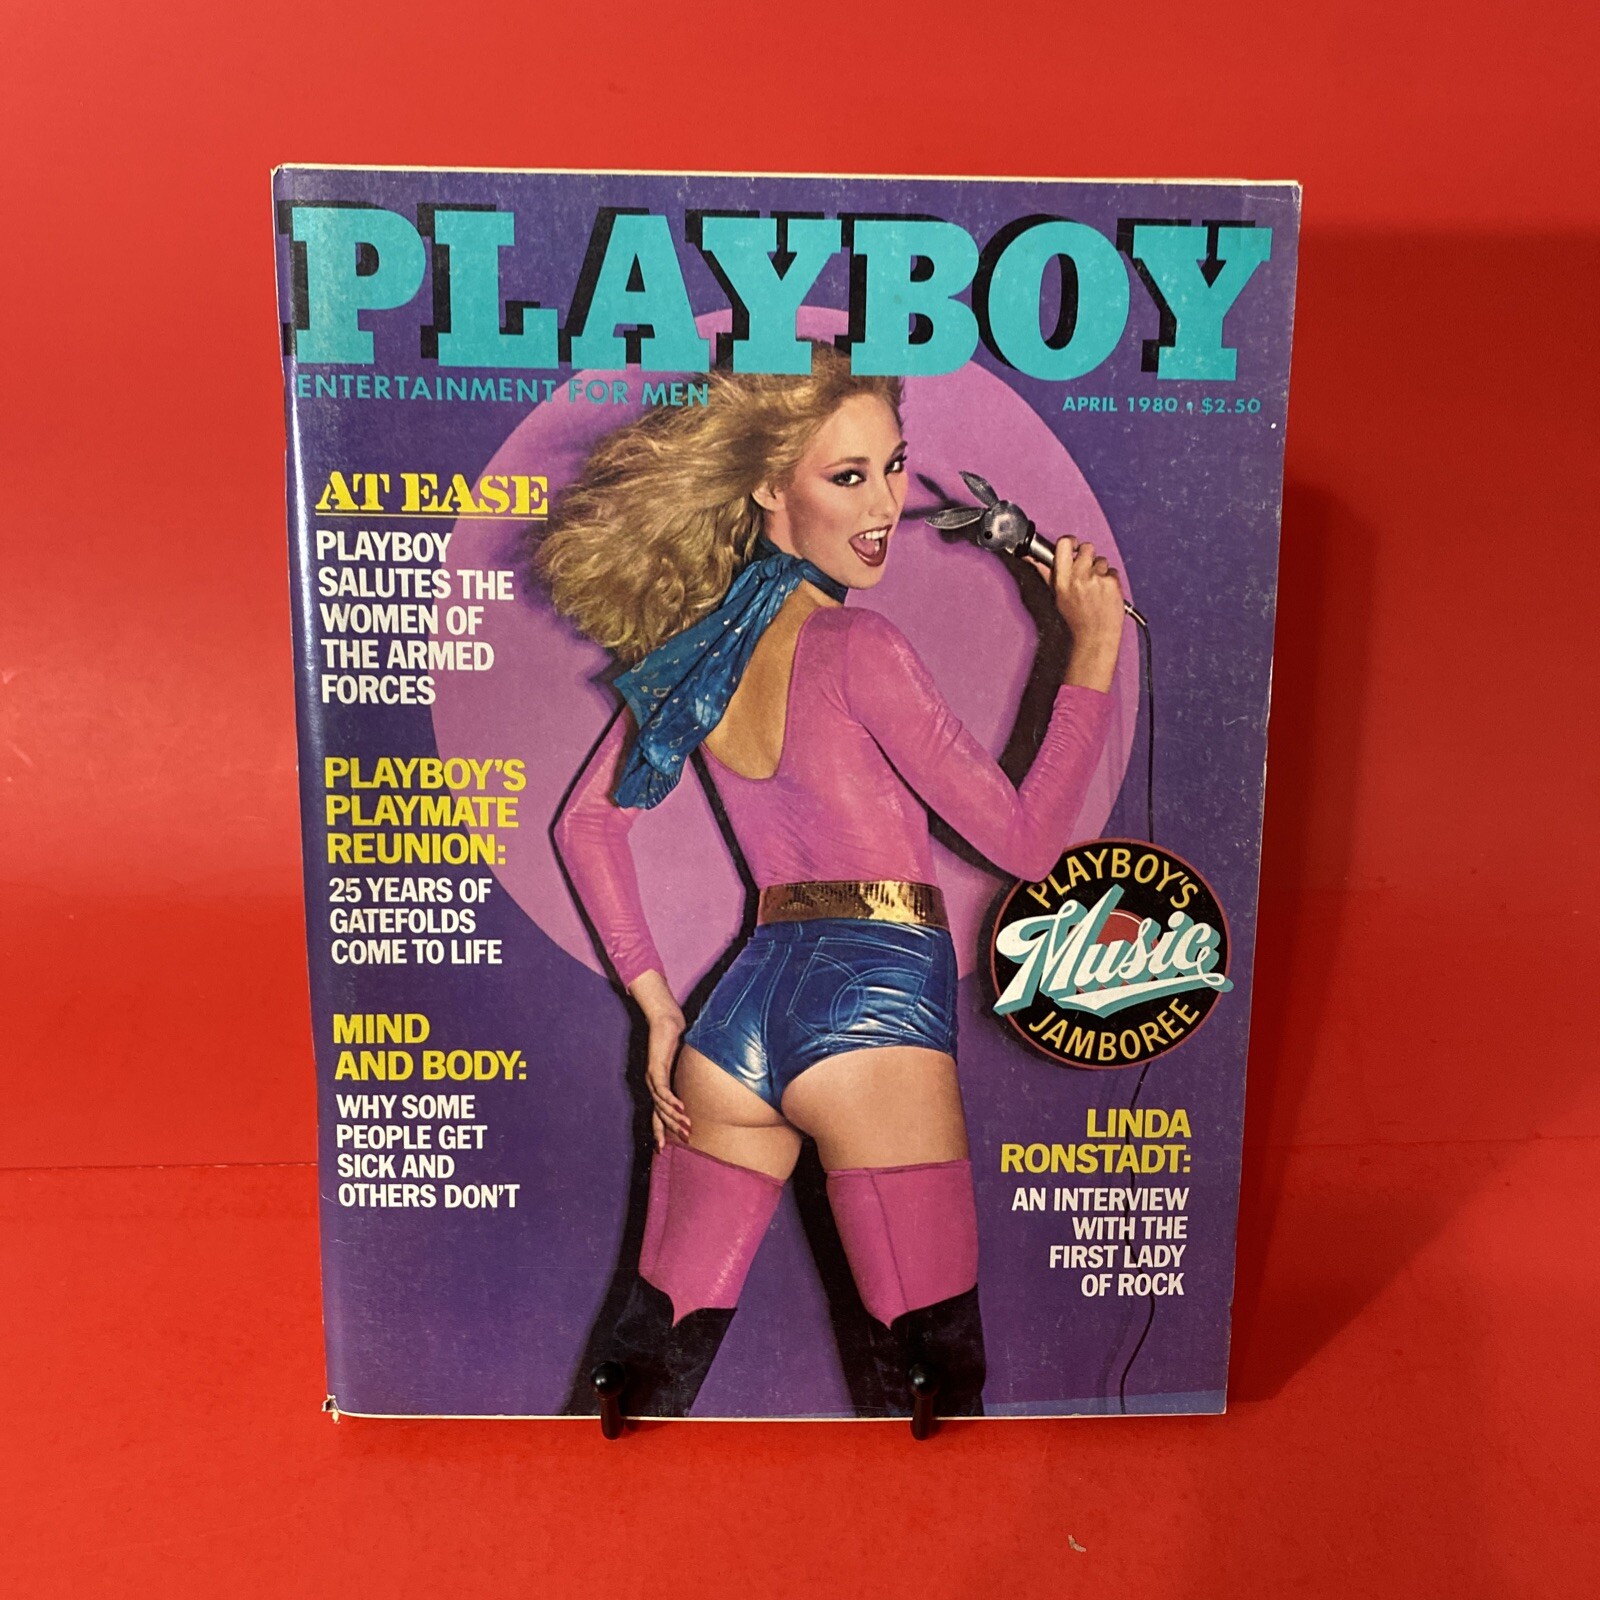 PLAYBOY
ENTERTAINMENT FOR MEN
APRIL 1980 • $2.50
AT EASE
PLAYBOY
SALUTES THE
WOMEN OF
THE ARMED
FORCES
PLAYBOY'S
PLAYMATE
REUNION:
25 YEARS OF
GATEFOLDS
COME TO LIFE
MIND
AND BODY:
WHY SOME
PEOPLE GET
SICK AND
OTHERS DON'T
PLAYBOY'S
Music
JAMBOREE
LINDA
RONSTADT:
AN INTERVIEW
WITH THE
FIRST LADY
OF ROCK